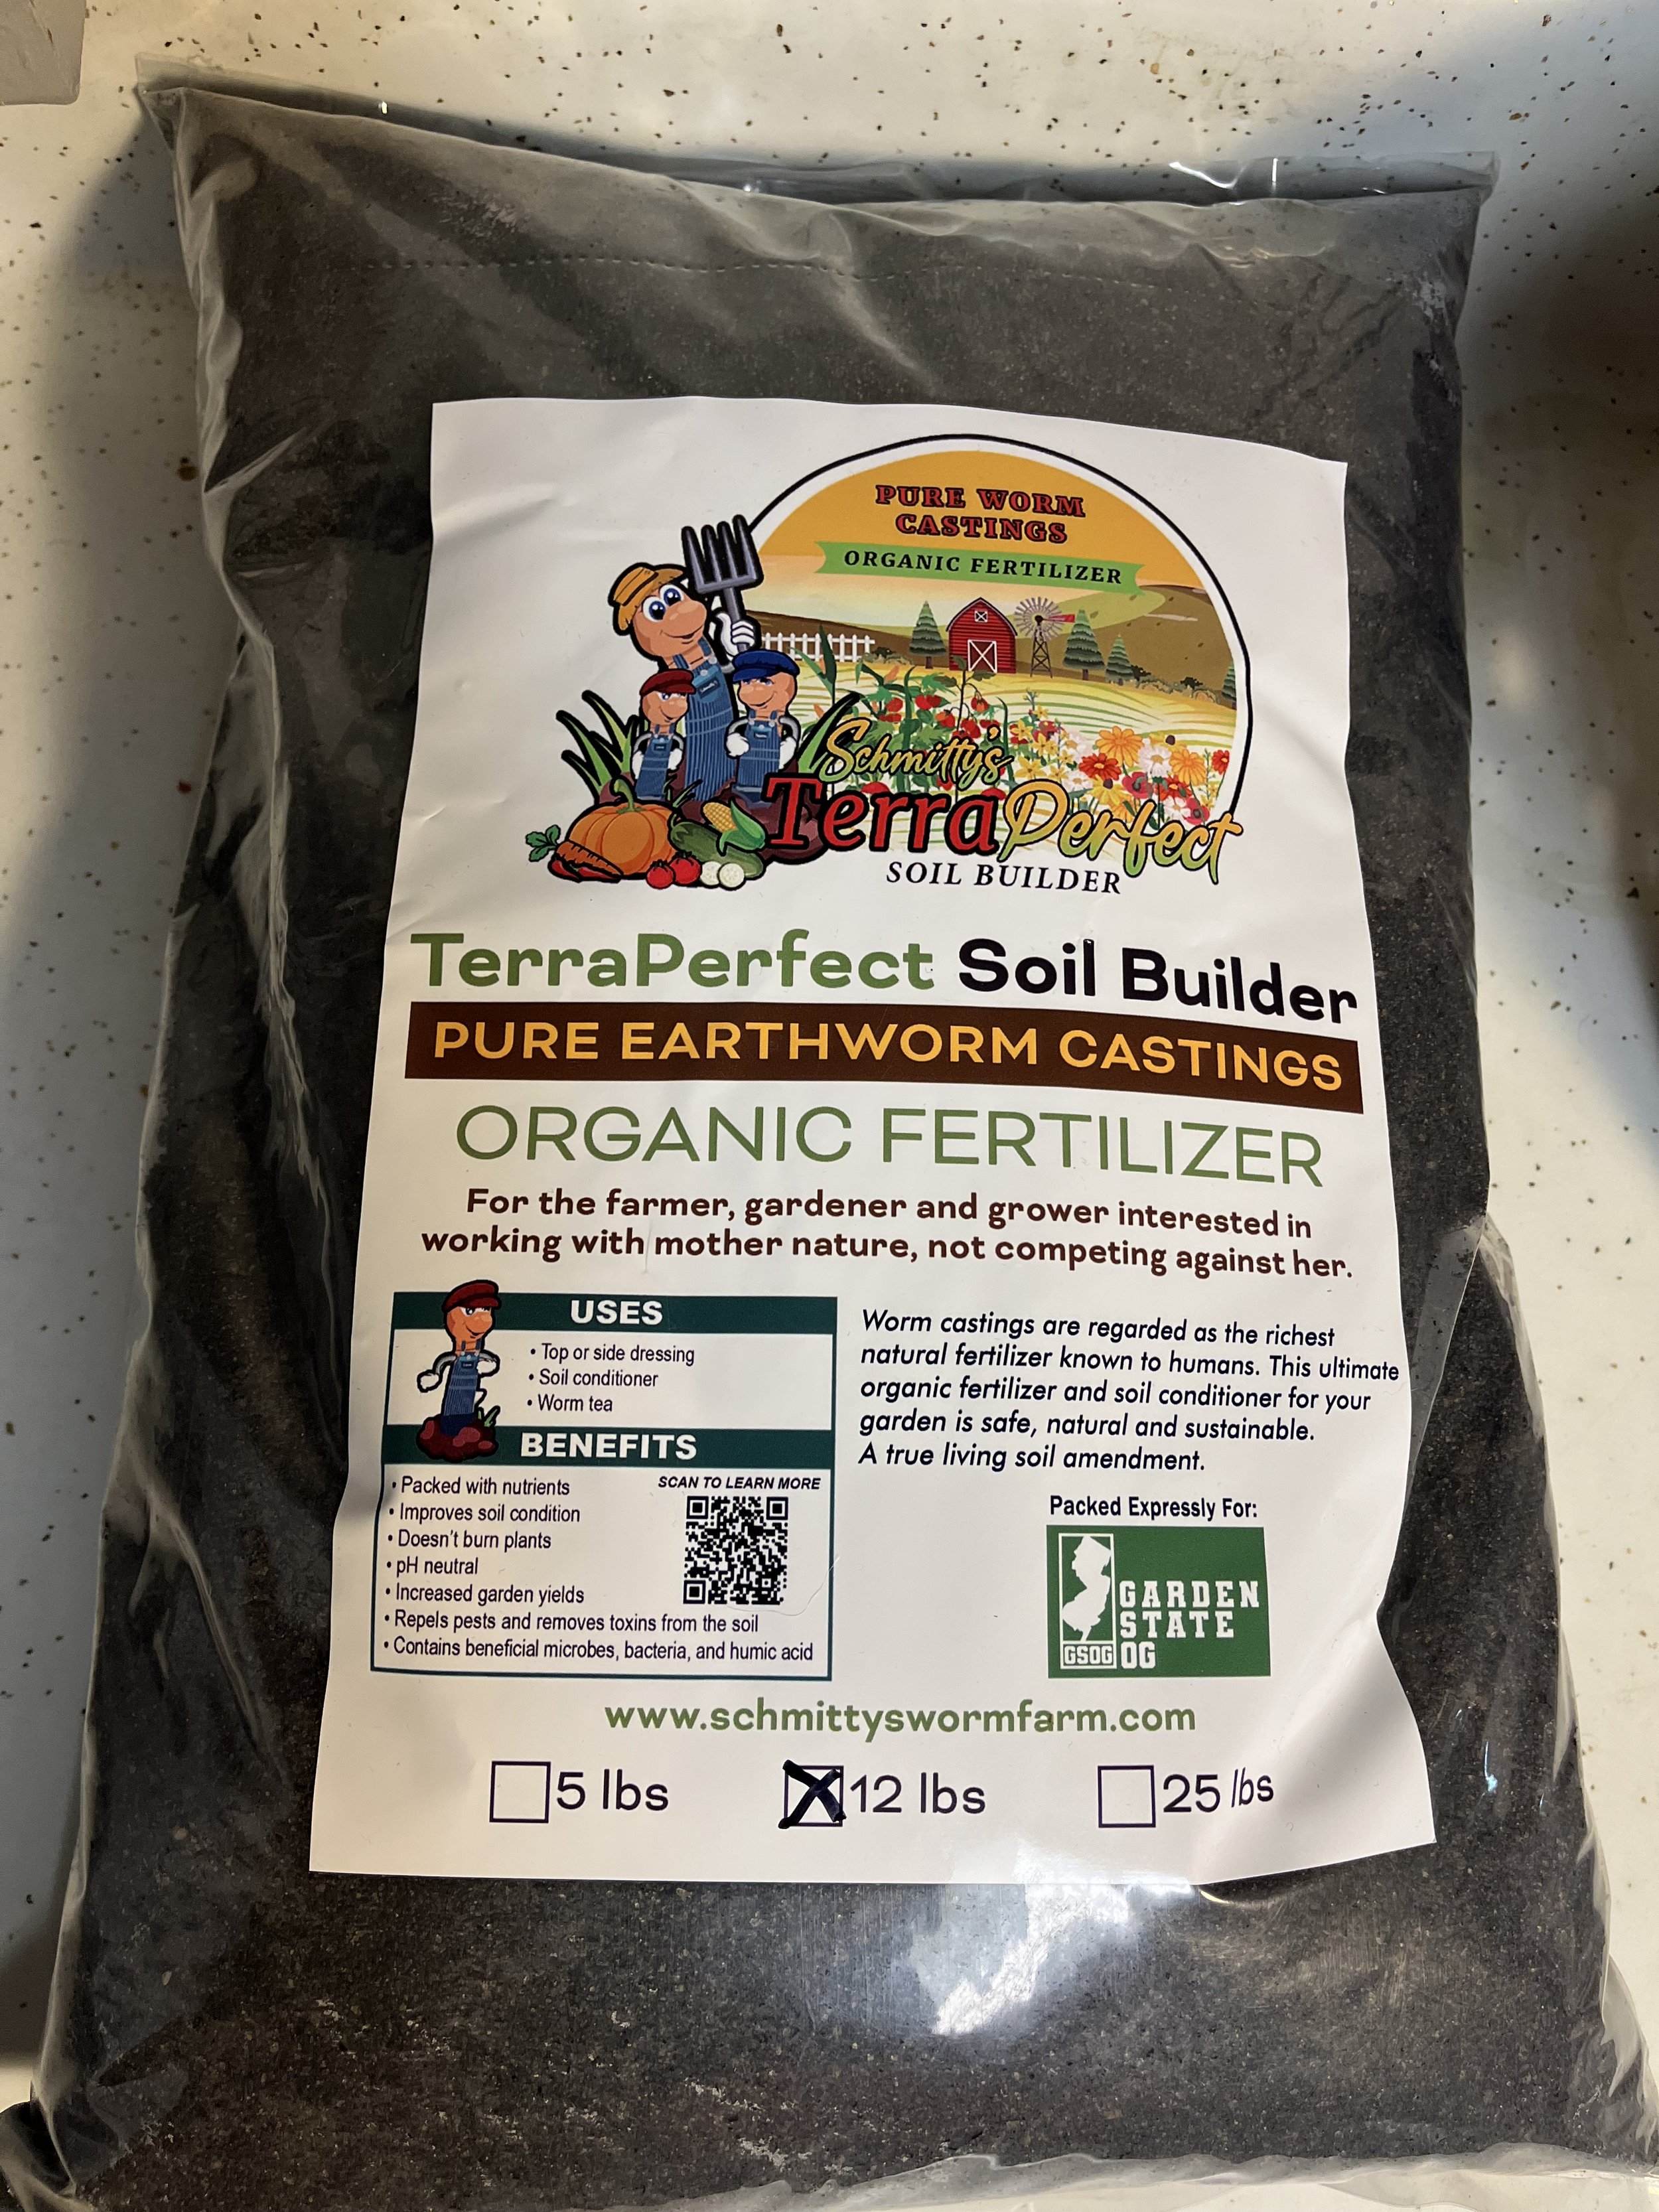 PURE WORM
CASTINGS
ORGANIC FERTILIZER
Schmitty's
TerraPerfect
SOIL BUILDER
TerraPerfect Soil Builder
PURE EARTHWORM CASTINGS
ORGANIC FERTILIZER
For the farmer, gardener and grower interested in
working with mother nature, not competing against her.
USES
• Top or side dressing
• Soil conditioner
• Worm tea
BENEFITS
• Packed with nutrients
• Improves soil condition
• Doesn't burn plants
• pH neutral
• Increased garden yields
• Repels pests and removes toxins from the soil
• Contains beneficial microbes, bacteria, and humic acid
SCAN TO LEARN MORE
Worm castings are regarded as the richest
natural fertilizer known to humans. This ultimate
organic fertilizer and soil conditioner for your
garden is safe, natural and sustainable.
A true living soil amendment.
Packed Expressly For:
GARDEN
STATE
OG
GSOG
www.schmittyswormfarm.com
5 lbs
12 lbs
25 lbs